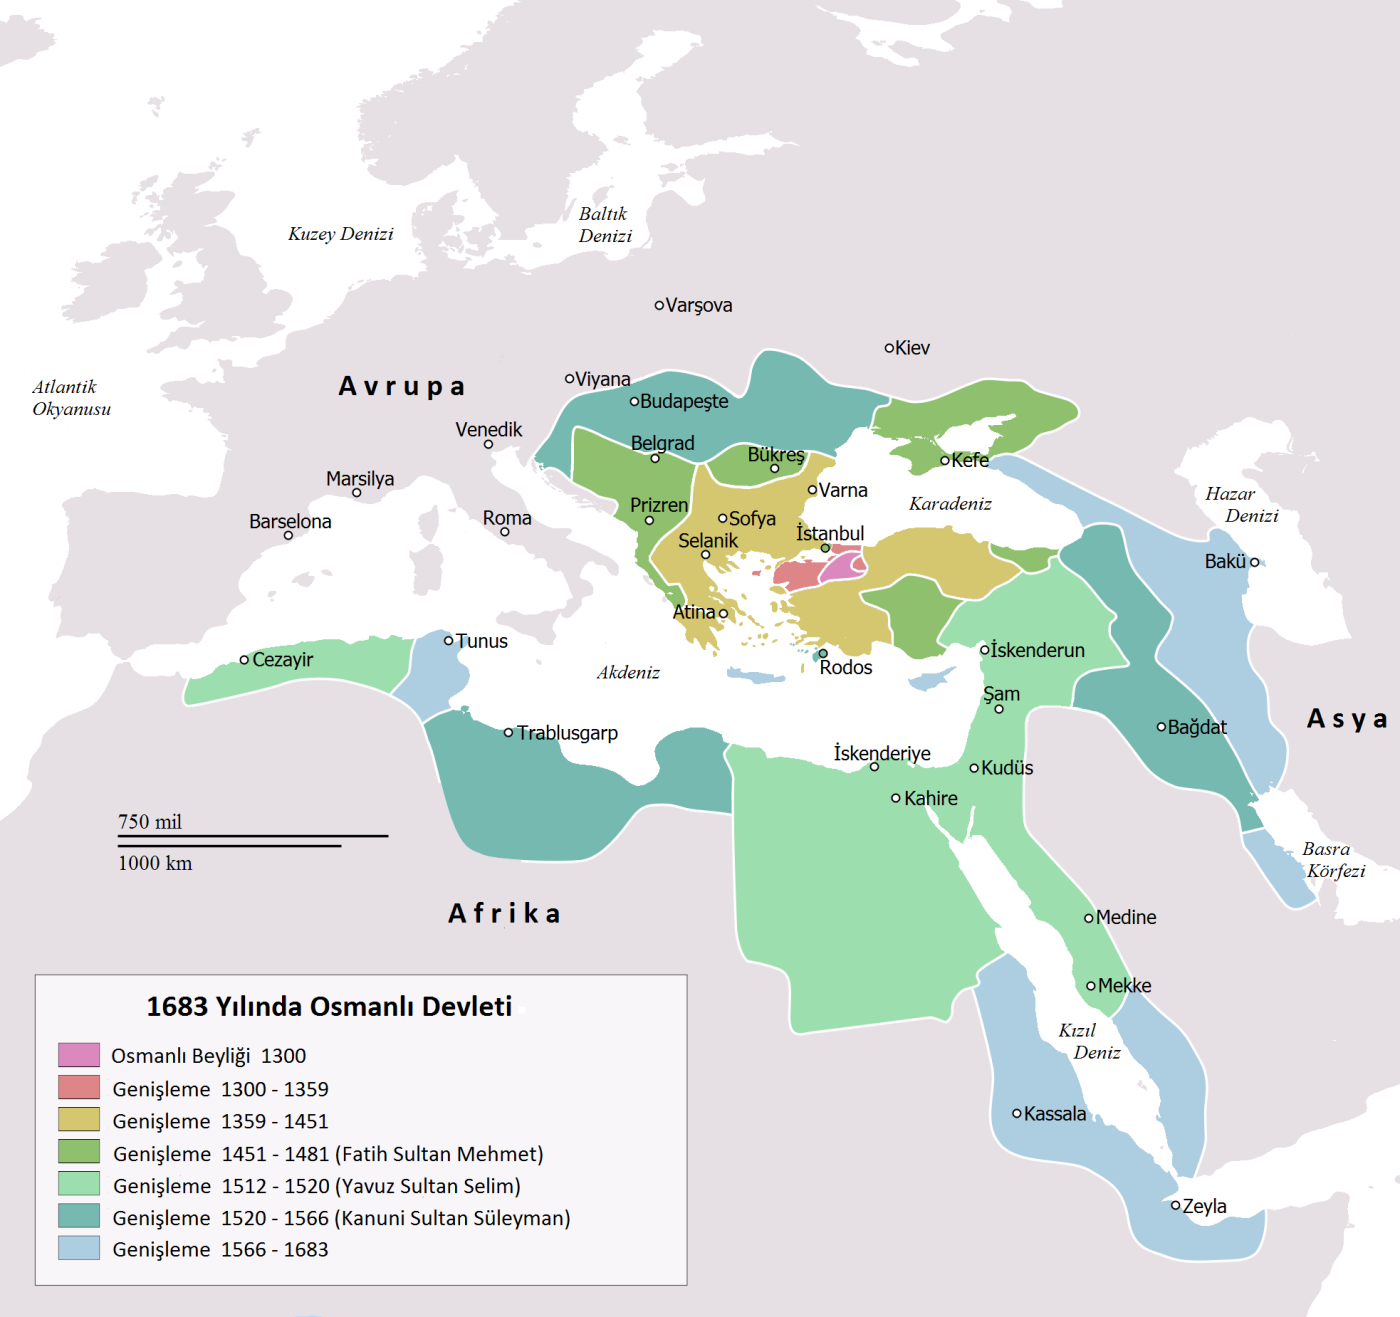 Baltık
Denizi
Kuzey Denizi
Varşova
Kiev
Viyana
Avrupa
Atlantik
Okyanusu
Budapeşte
Venedik
Belgrad
Bükreş
Kefe
Marsilya
Varna
Karadeniz
Hazar
Denizi
Prizren
Barselona
Roma
Sofya
İstanbul
Selanik
Bakü
Atina
Tunus
Cezayir
İskenderun
Rodos
Akdeniz
Şam
Asya
Bağdat
Trablusgarp
İskenderiye
Kudüs
Kahire
750 mil
1000 km
Basra
Körfezi
Afrika
Medine
Mekke
Kızıl
Deniz
Kassala
Zeyla
1683 Yılında Osmanlı Devleti
Osmanlı Beyliği 1300
Genişleme 1300 - 1359
Genişleme 1359 - 1451
Genişleme 1451 - 1481 (Fatih Sultan Mehmet)
Genişleme 1512 - 1520 (Yavuz Sultan Selim)
Genişleme 1520 - 1566 (Kanuni Sultan Süleyman)
Genişleme 1566 - 1683